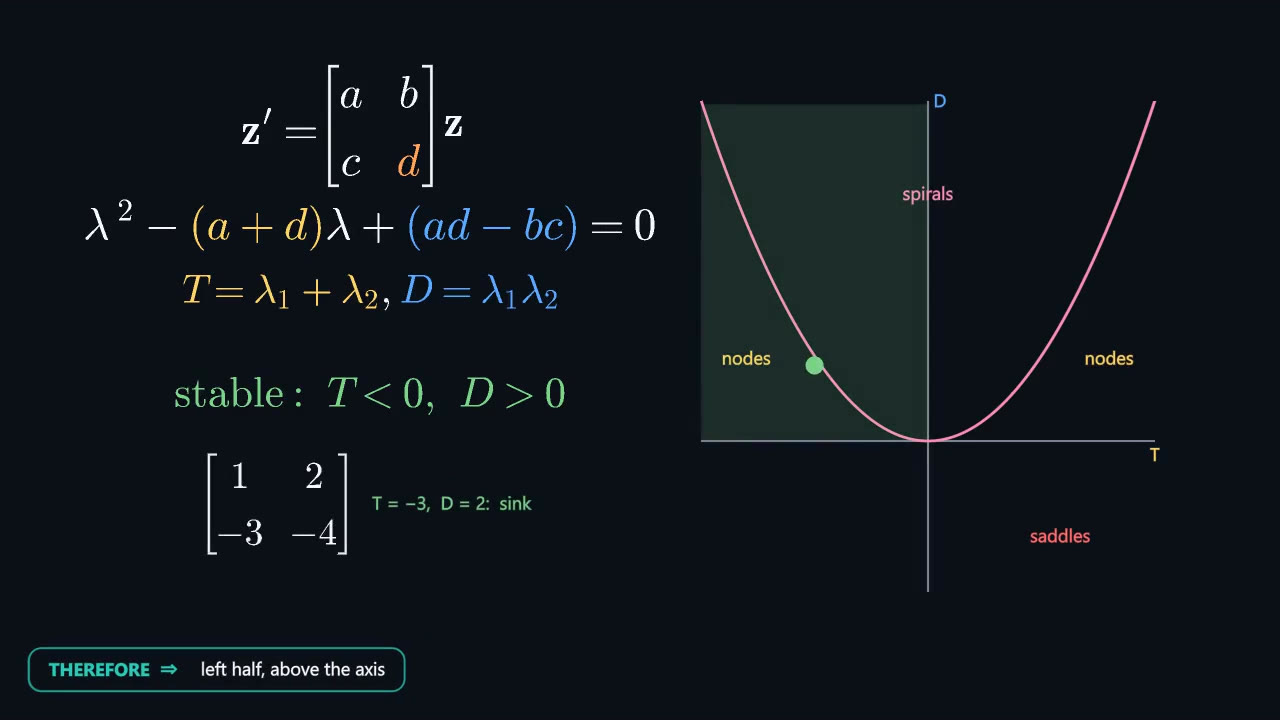 z′ = [a b
c d] z
λ² − (a + d)λ + (ad − bc) = 0
T = λ₁ + λ₂, D = λ₁λ₂
stable: T < 0, D > 0
[1 2
−3 −4]
T = −3, D = 2: sink
THEREFORE ⇒ left half, above the axis
D
spirals
nodes
nodes
T
saddles